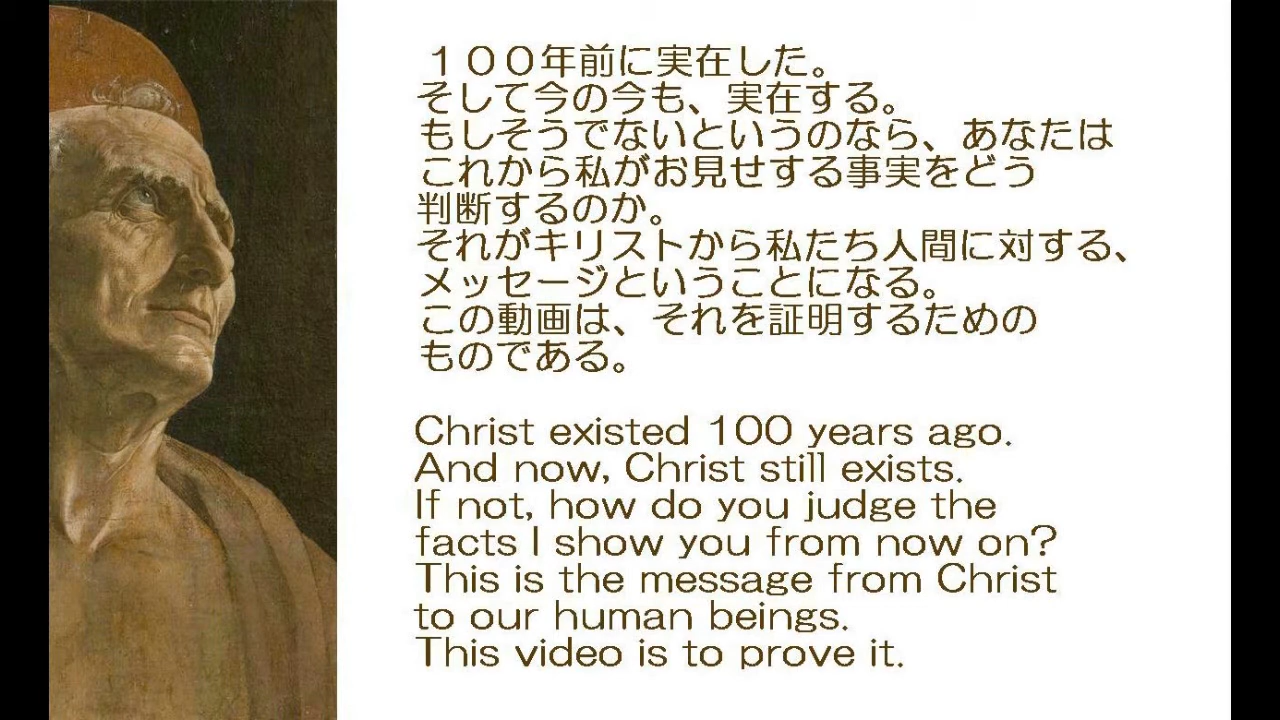 １００年前に実在した。
そして今の今も、実在する。
もしそうでないというのなら、あなたは
これから私がお見せする事実をどう
判断するのか。
それがキリストから私たち人間に対する、
メッセージということになる。
この動画は、それを証明するための
ものである。
Christ existed 100 years ago.
And now, Christ still exists.
If not, how do you judge the
facts I show you from now on?
This is the message from Christ
to our human beings.
This video is to prove it.